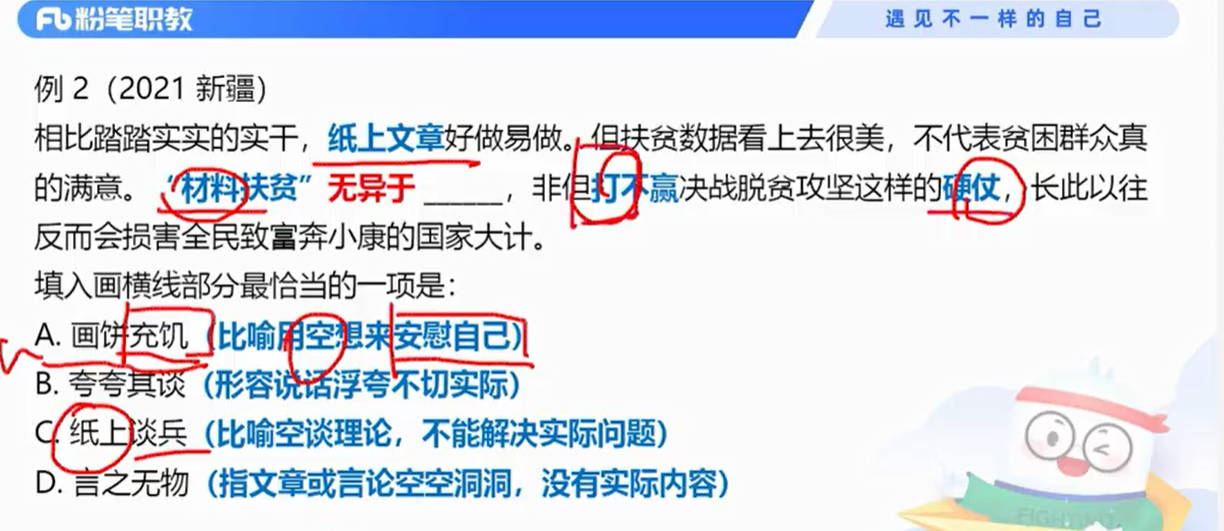 粉笔职教
遇见不一样的自己
例 2（2021 新疆）
相比踏踏实实的实干，纸上文章好做易做。但扶贫数据看上去很美，不代表贫困群众真
的满意。“材料扶贫”无异于 ______，非但打不赢决战脱贫攻坚这样的硬仗，长此以往
反而会损害全民致富奔小康的国家大计。
填入画横线部分最恰当的一项是：
A. 画饼充饥（比喻用空想来安慰自己）
B. 夸夸其谈（形容说话浮夸不切实际）
C. 纸上谈兵（比喻空谈理论，不能解决实际问题）
D. 言之无物（指文章或言论空空洞洞，没有实际内容）
FIGHTING